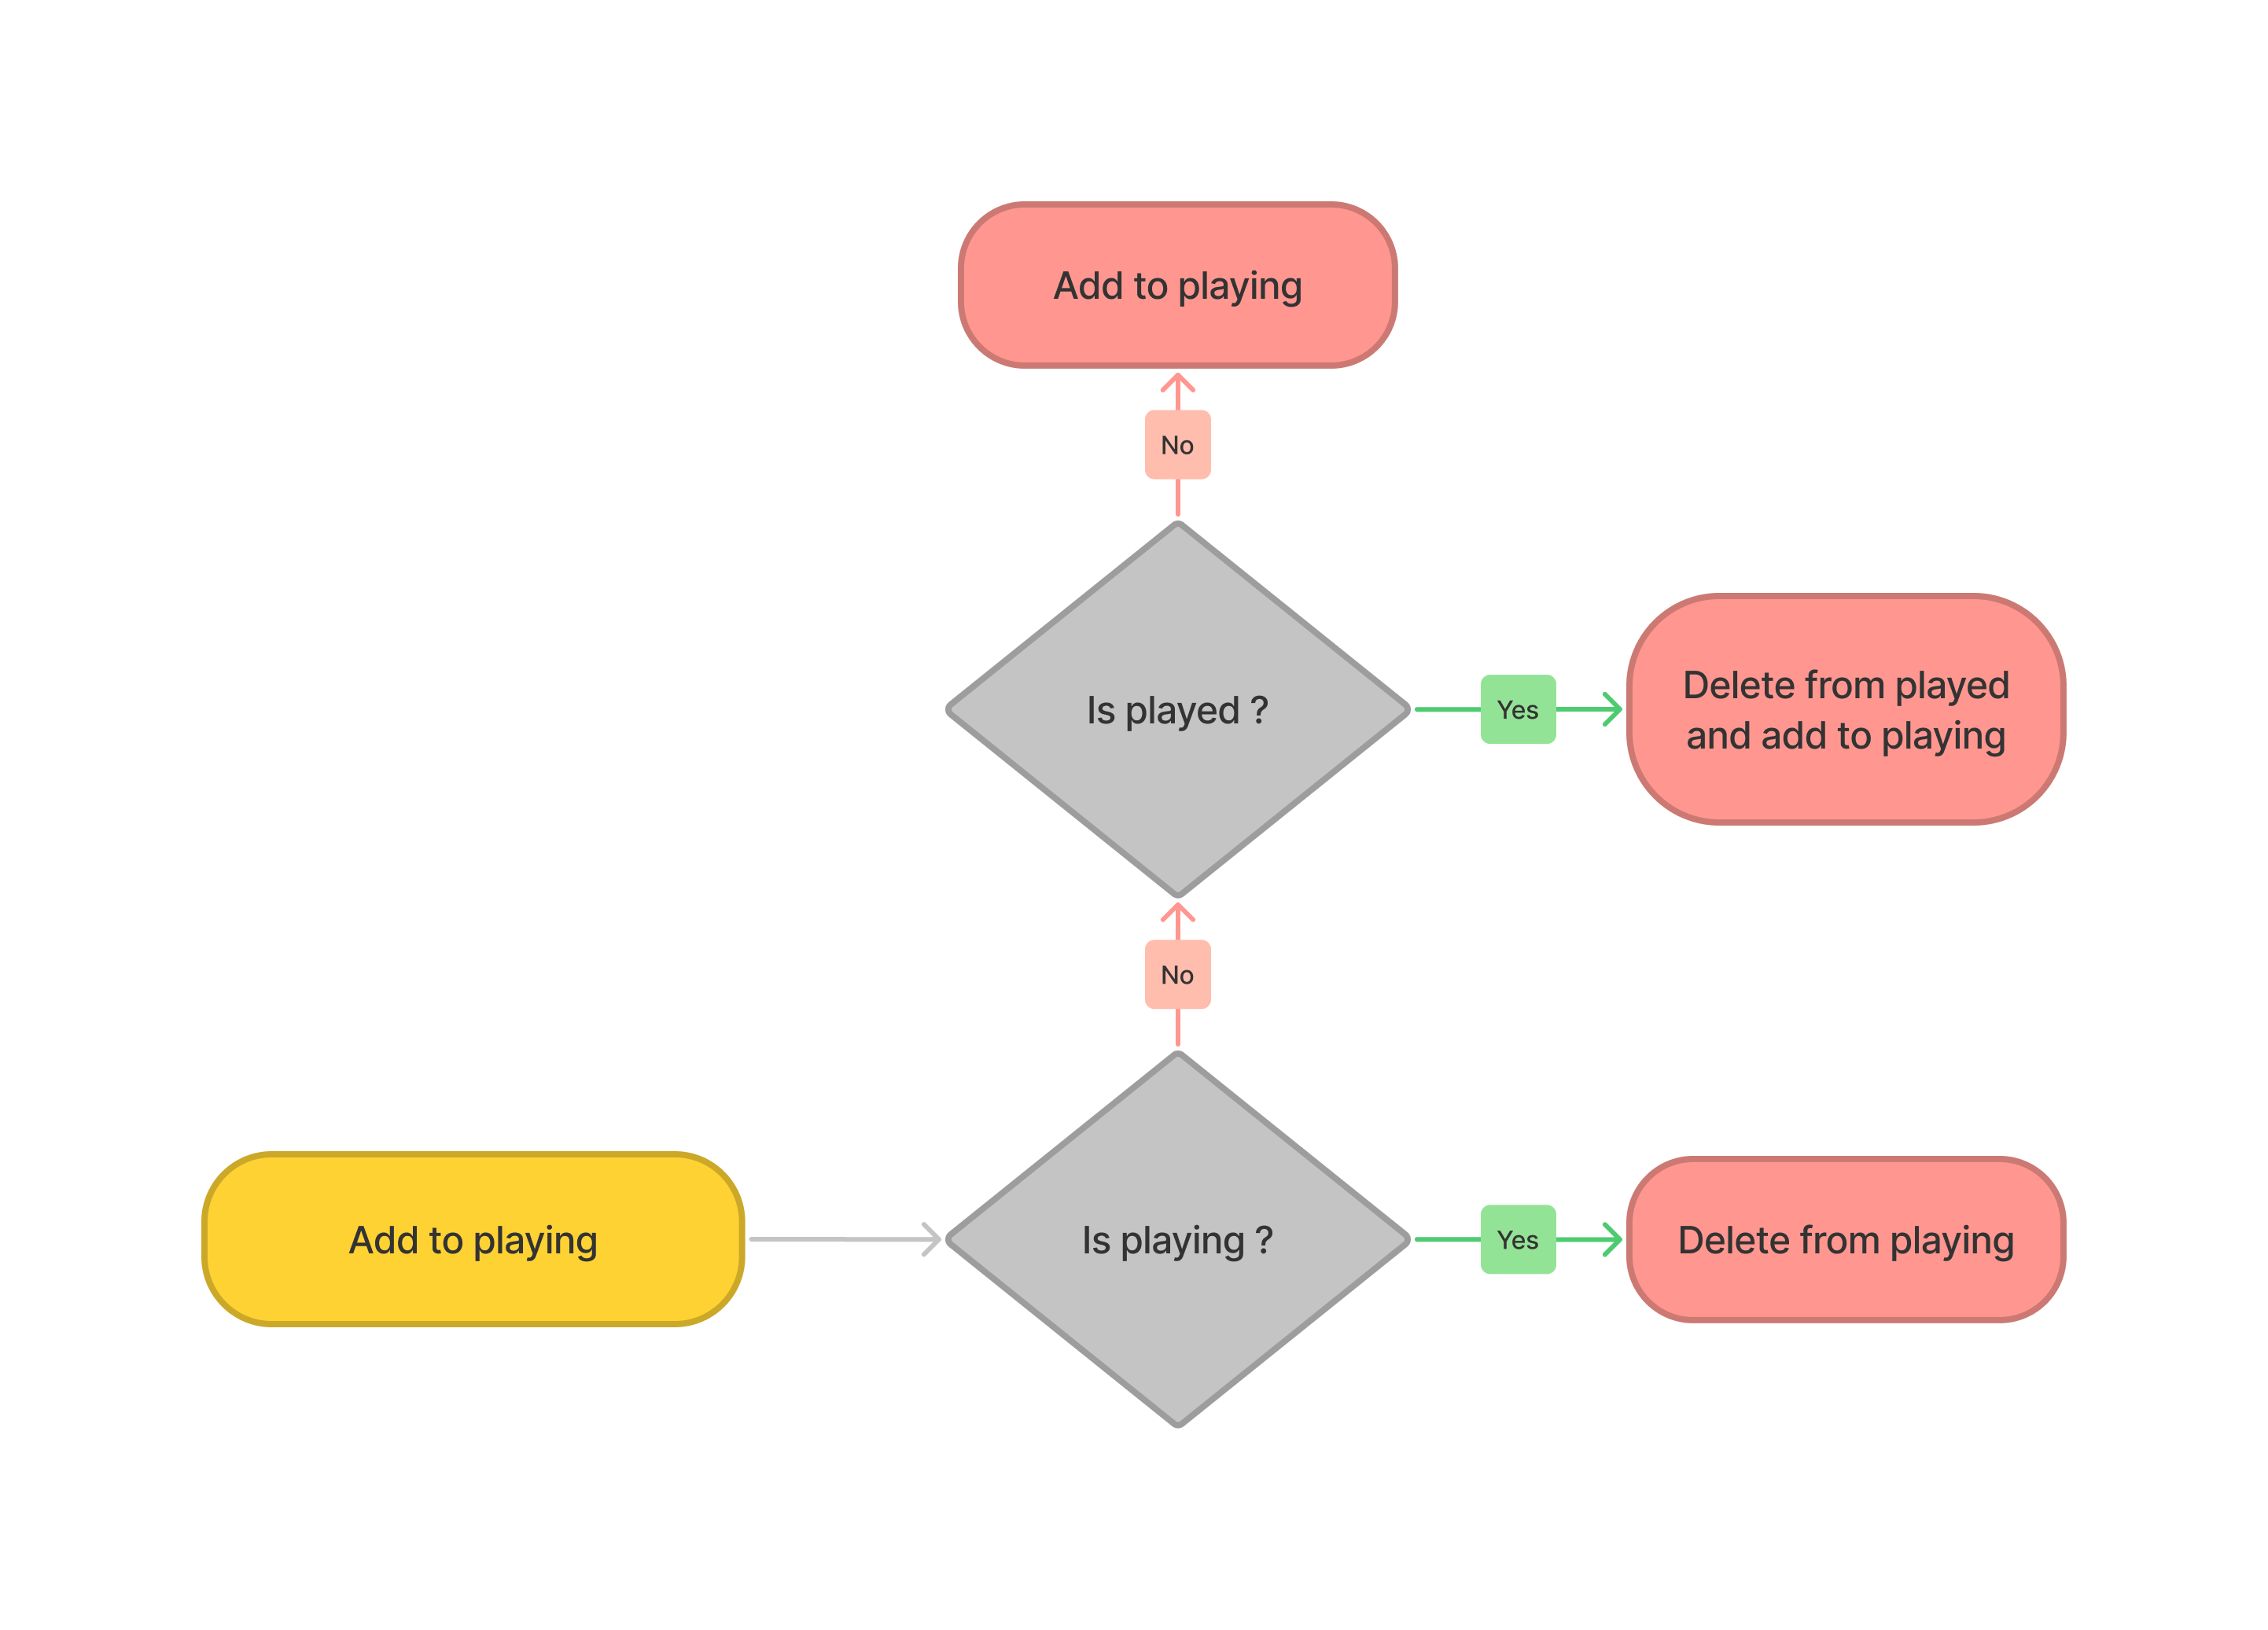 Add to playing
No
Is played ?
Yes
Delete from played
and add to playing
No
Add to playing
Is playing ?
Yes
Delete from playing